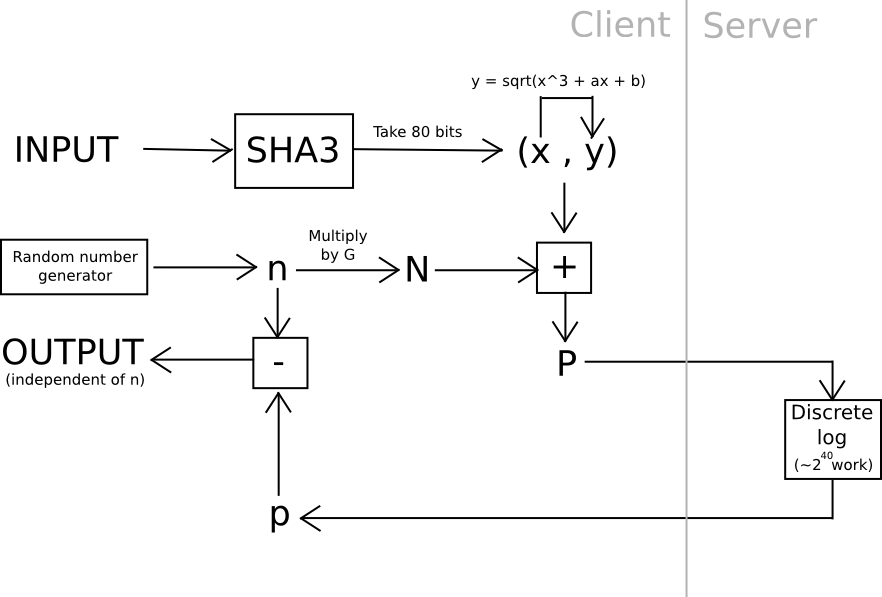 Client Server
y = sqrt(x^3 + ax + b)
INPUT
SHA3
Take 80 bits
(x , y)
Random number
generator
n
Multiply
by G
N
+
OUTPUT
(independent of n)
-
P
Discrete
log
(~2^40 work)
p